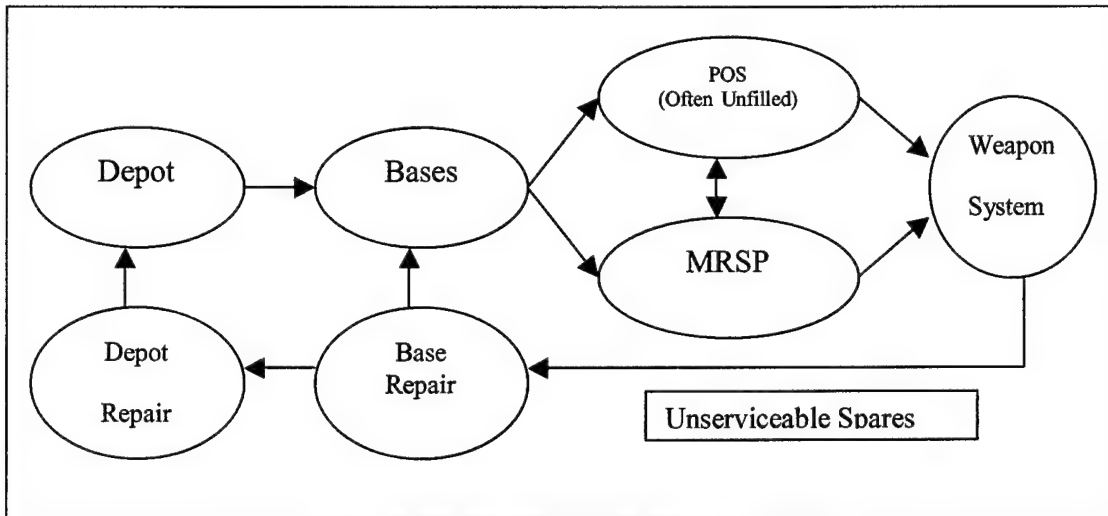 POS
(Often Unfilled)
Depot
Bases
Weapon
System
MRSP
Depot
Repair
Base
Repair
Unserviceable Spares